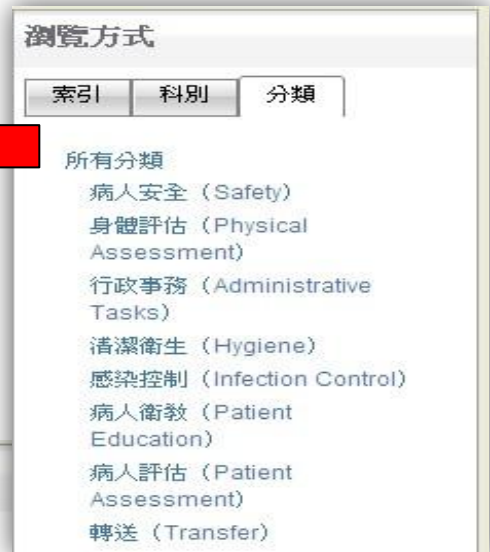 瀏覽方式
索引 科別 分類
所有分類
病人安全（Safety）
身體評估（Physical
Assessment）
行政事務（Administrative
Tasks）
清潔衛生（Hygiene）
感染控制（Infection Control）
病人衛教（Patient
Education）
病人評估（Patient
Assessment）
轉送（Transfer）